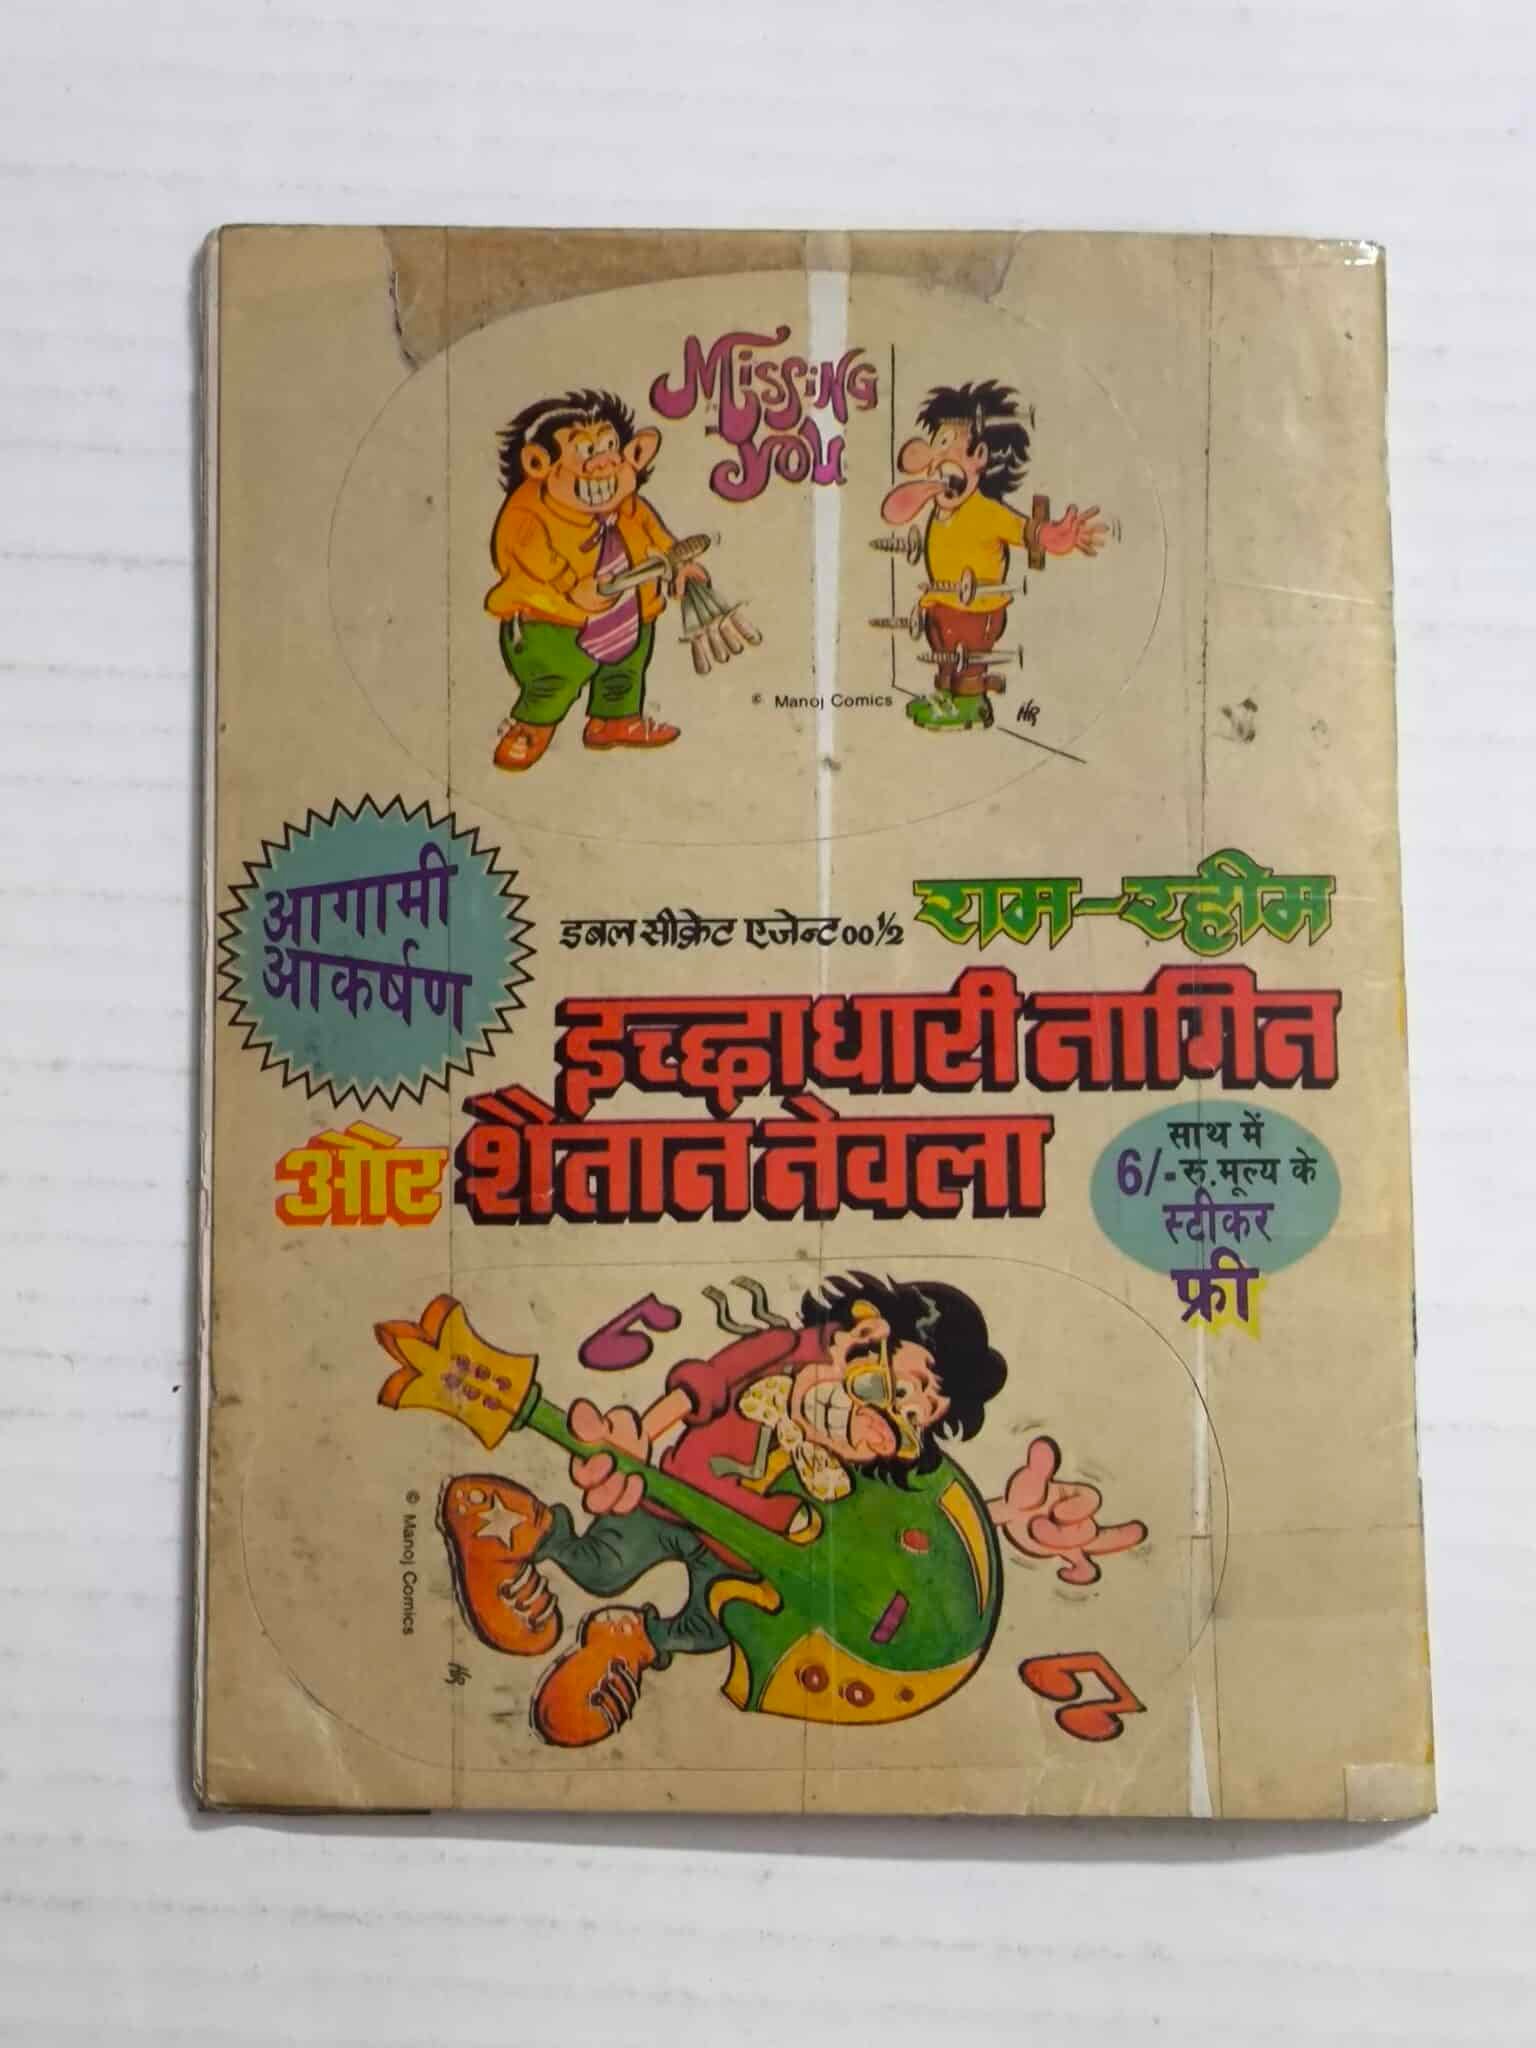 Missing
you
© Manoj Comics
HR
आगामी
आकर्षण
डबल सीक्रेट एजेन्ट 00½ राम-रहीम
इच्छाधारी नागिन
और शैतान नेवला
साथ में
6/- रु. मूल्य के
स्टीकर
फ्री
© Manoj Comics
HR